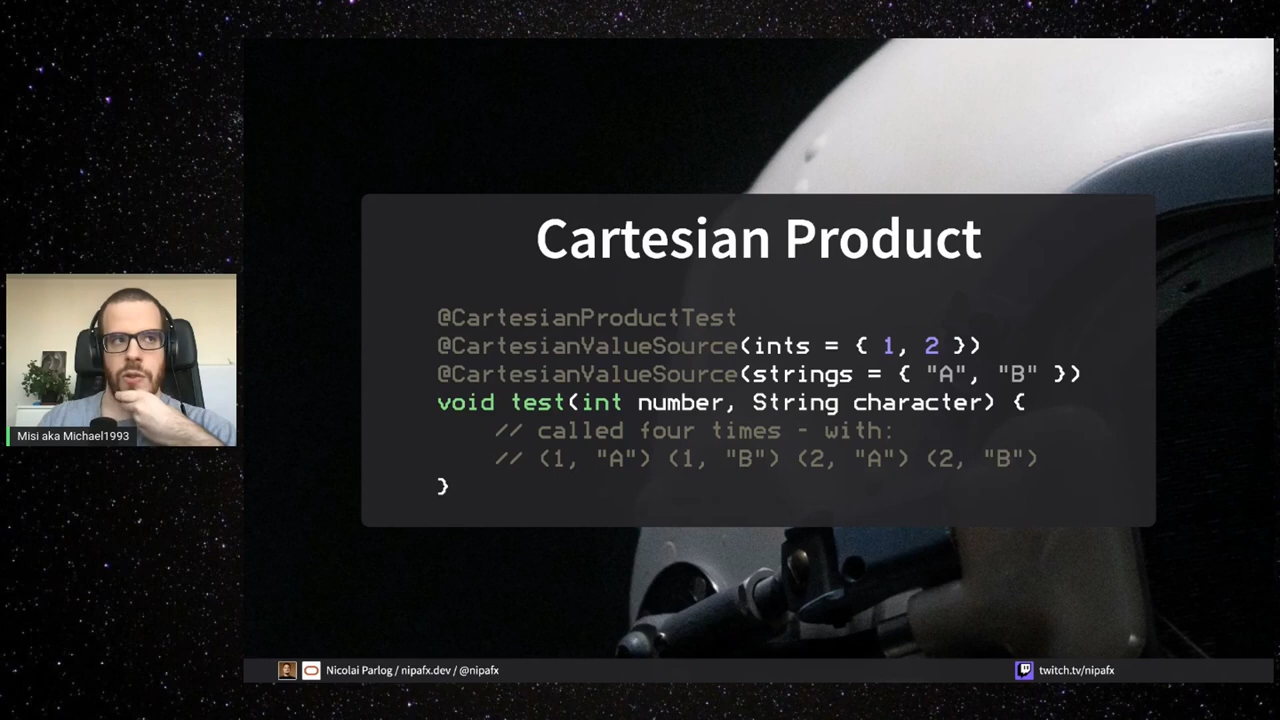 Cartesian Product
@CartesianProductTest
@CartesianValueSource(ints = { 1, 2 })
@CartesianValueSource(strings = { "A", "B" })
void test(int number, String character) {
// called four times - with:
// (1, "A") (1, "B") (2, "A") (2, "B")
}
Misi aka Michael1993
Nicolai Parlog / nipafx.dev / @nipafx
twitch.tv/nipafx